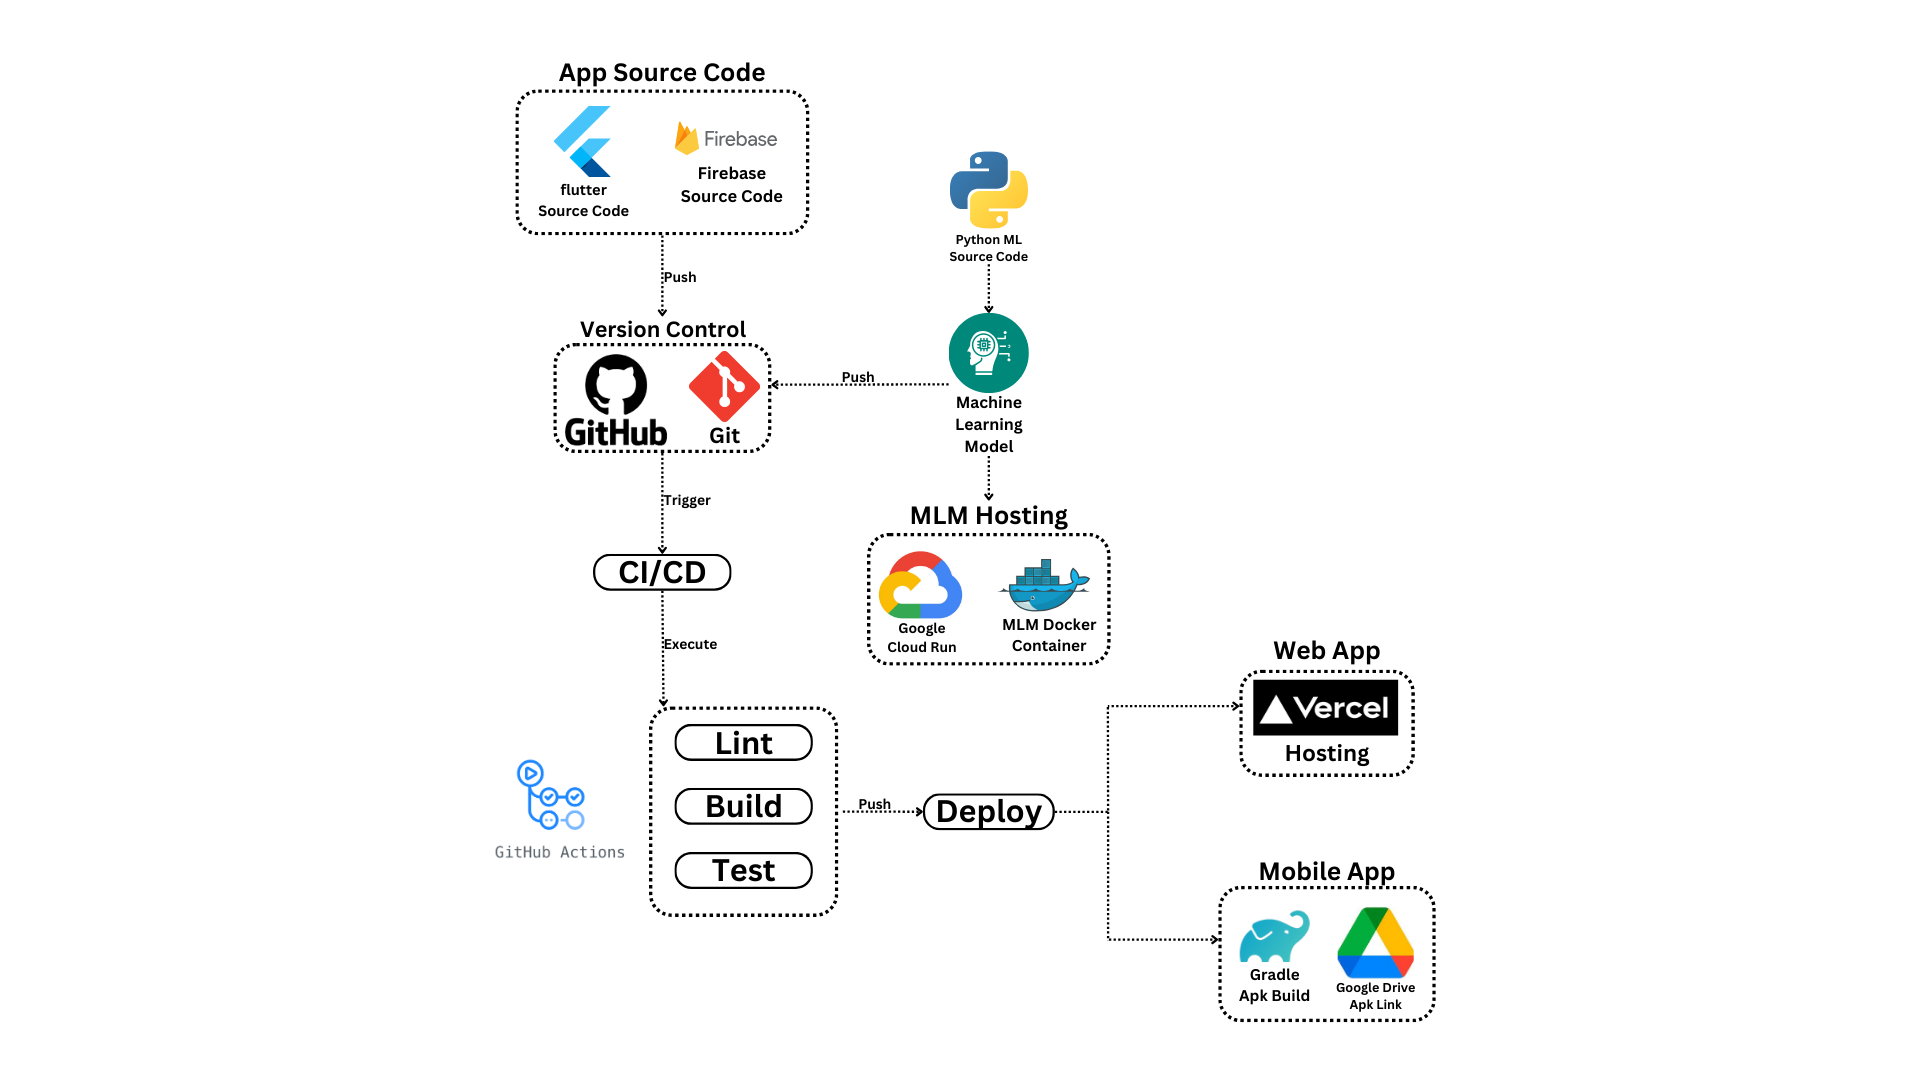 App Source Code
Firebase
flutter
Source Code
Firebase
Source Code
Python ML
Source Code
Push
Version Control
GitHub
Git
Push
Machine
Learning
Model
Trigger
MLM Hosting
CI/CD
Google
Cloud Run
MLM Docker
Container
Execute
Web App
Vercel
Hosting
Lint
Build
Test
GitHub Actions
Push
Deploy
Mobile App
Gradle
Apk Build
Google Drive
Apk Link